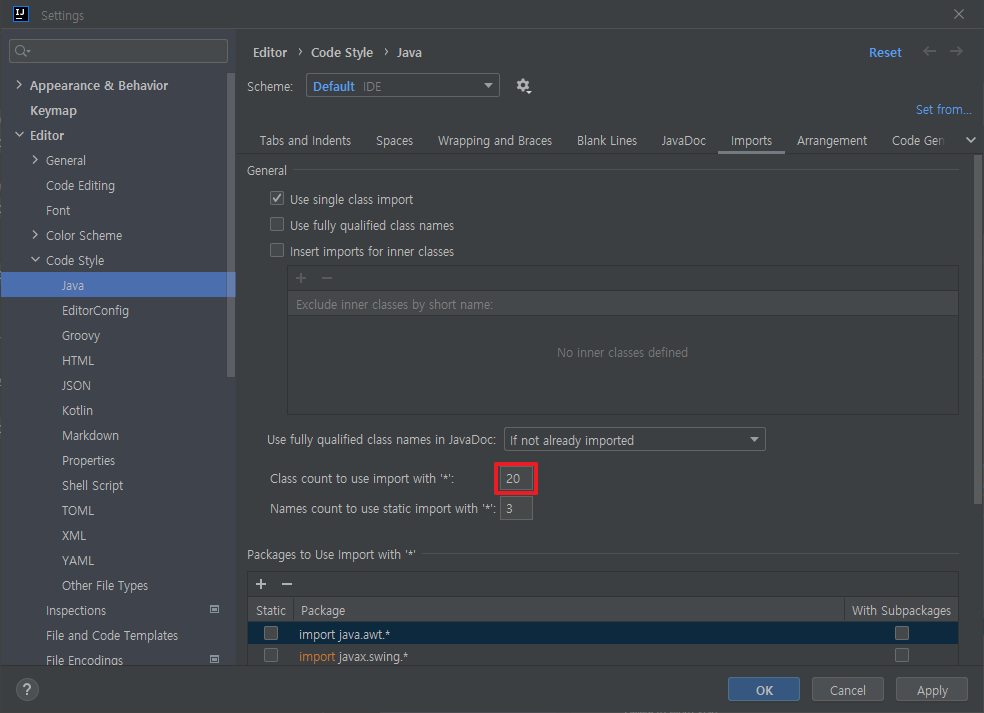 IJ Settings
Appearance & Behavior
Keymap
Editor
General
Code Editing
Font
Color Scheme
Code Style
Java
EditorConfig
Groovy
HTML
JSON
Kotlin
Markdown
Properties
Shell Script
TOML
XML
YAML
Other File Types
Inspections
File and Code Templates
File Encodings
Editor › Code Style › Java
Reset
Scheme: Default IDE
Set from...
Tabs and Indents Spaces Wrapping and Braces Blank Lines JavaDoc Imports Arrangement Code Gen
General
Use single class import
Use fully qualified class names
Insert imports for inner classes
+ −
Exclude inner classes by short name:
No inner classes defined
Use fully qualified class names in JavaDoc: If not already imported
Class count to use import with '*': 20
Names count to use static import with '*': 3
Packages to Use Import with '*'
+ −
Static Package With Subpackages
import java.awt.*
import javax.swing.*
? OK Cancel Apply